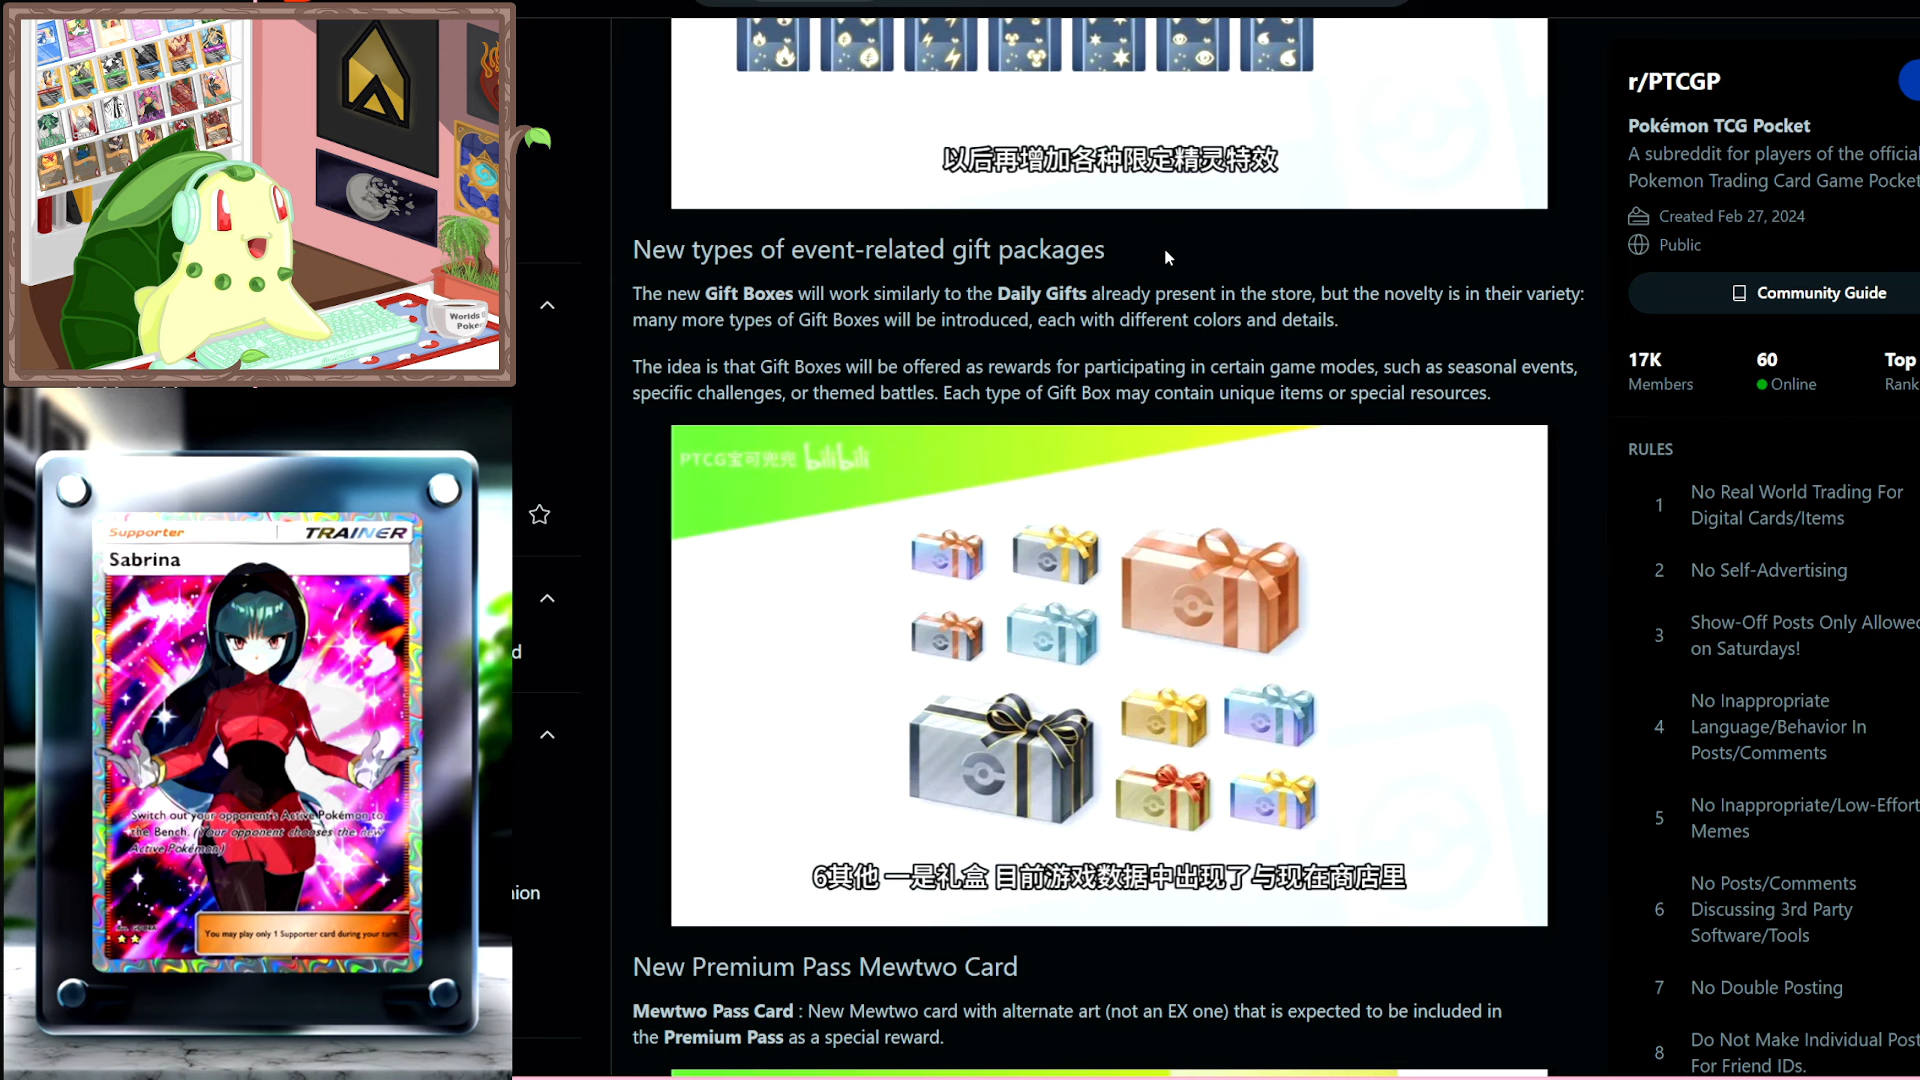 Worlds
Poke
Supporter
TRAINER
Sabrina
Switch out your opponent's Active Pokémon to
the Bench. (Your opponent chooses the new
Active Pokémon.)
You may play only 1 Supporter card during your turn.
d
nion
以后再增加各种限定精灵特效
New types of event-related gift packages
The new Gift Boxes will work similarly to the Daily Gifts already present in the store, but the novelty is in their variety:
many more types of Gift Boxes will be introduced, each with different colors and details.
The idea is that Gift Boxes will be offered as rewards for participating in certain game modes, such as seasonal events,
specific challenges, or themed battles. Each type of Gift Box may contain unique items or special resources.
PTCG宝可兜兜 bilibili
6其他 一是礼盒 目前游戏数据中出现了与现在商店里
New Premium Pass Mewtwo Card
Mewtwo Pass Card : New Mewtwo card with alternate art (not an EX one) that is expected to be included in
the Premium Pass as a special reward.
r/PTCGP
Pokémon TCG Pocket
A subreddit for players of the official
Pokemon Trading Card Game Pocket
Created Feb 27, 2024
Public
Community Guide
17K
Members
60
Online
Top
Rank
RULES
1 No Real World Trading For
Digital Cards/Items
2 No Self-Advertising
3 Show-Off Posts Only Allowed
on Saturdays!
4 No Inappropriate
Language/Behavior In
Posts/Comments
5 No Inappropriate/Low-Effort
Memes
6 No Posts/Comments
Discussing 3rd Party
Software/Tools
7 No Double Posting
8 Do Not Make Individual Post
For Friend IDs.